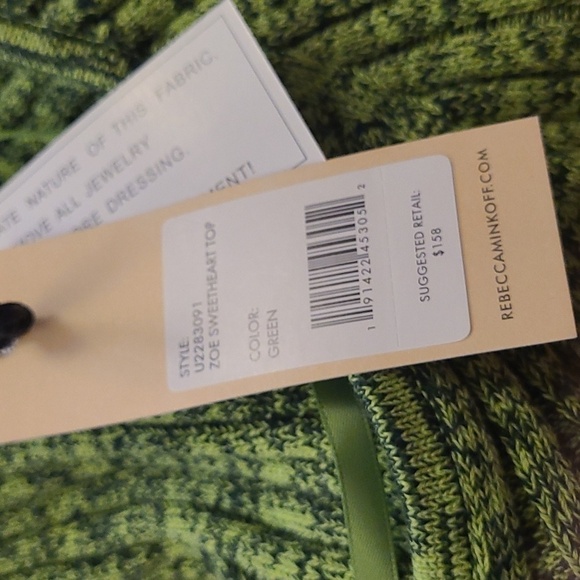 ATE NATURE OF THIS FABRIC.
MOVE ALL JEWELRY
ORE DRESSING.
ENT!
STYLE:
U2283091
ZOE SWEETHEART TOP
COLOR:
GREEN
1 91422 45305 2
SUGGESTED RETAIL:
$158
REBECCAMINKOFF.COM